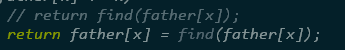 // return find(father[x]);
return father[x] = find(father[x]);